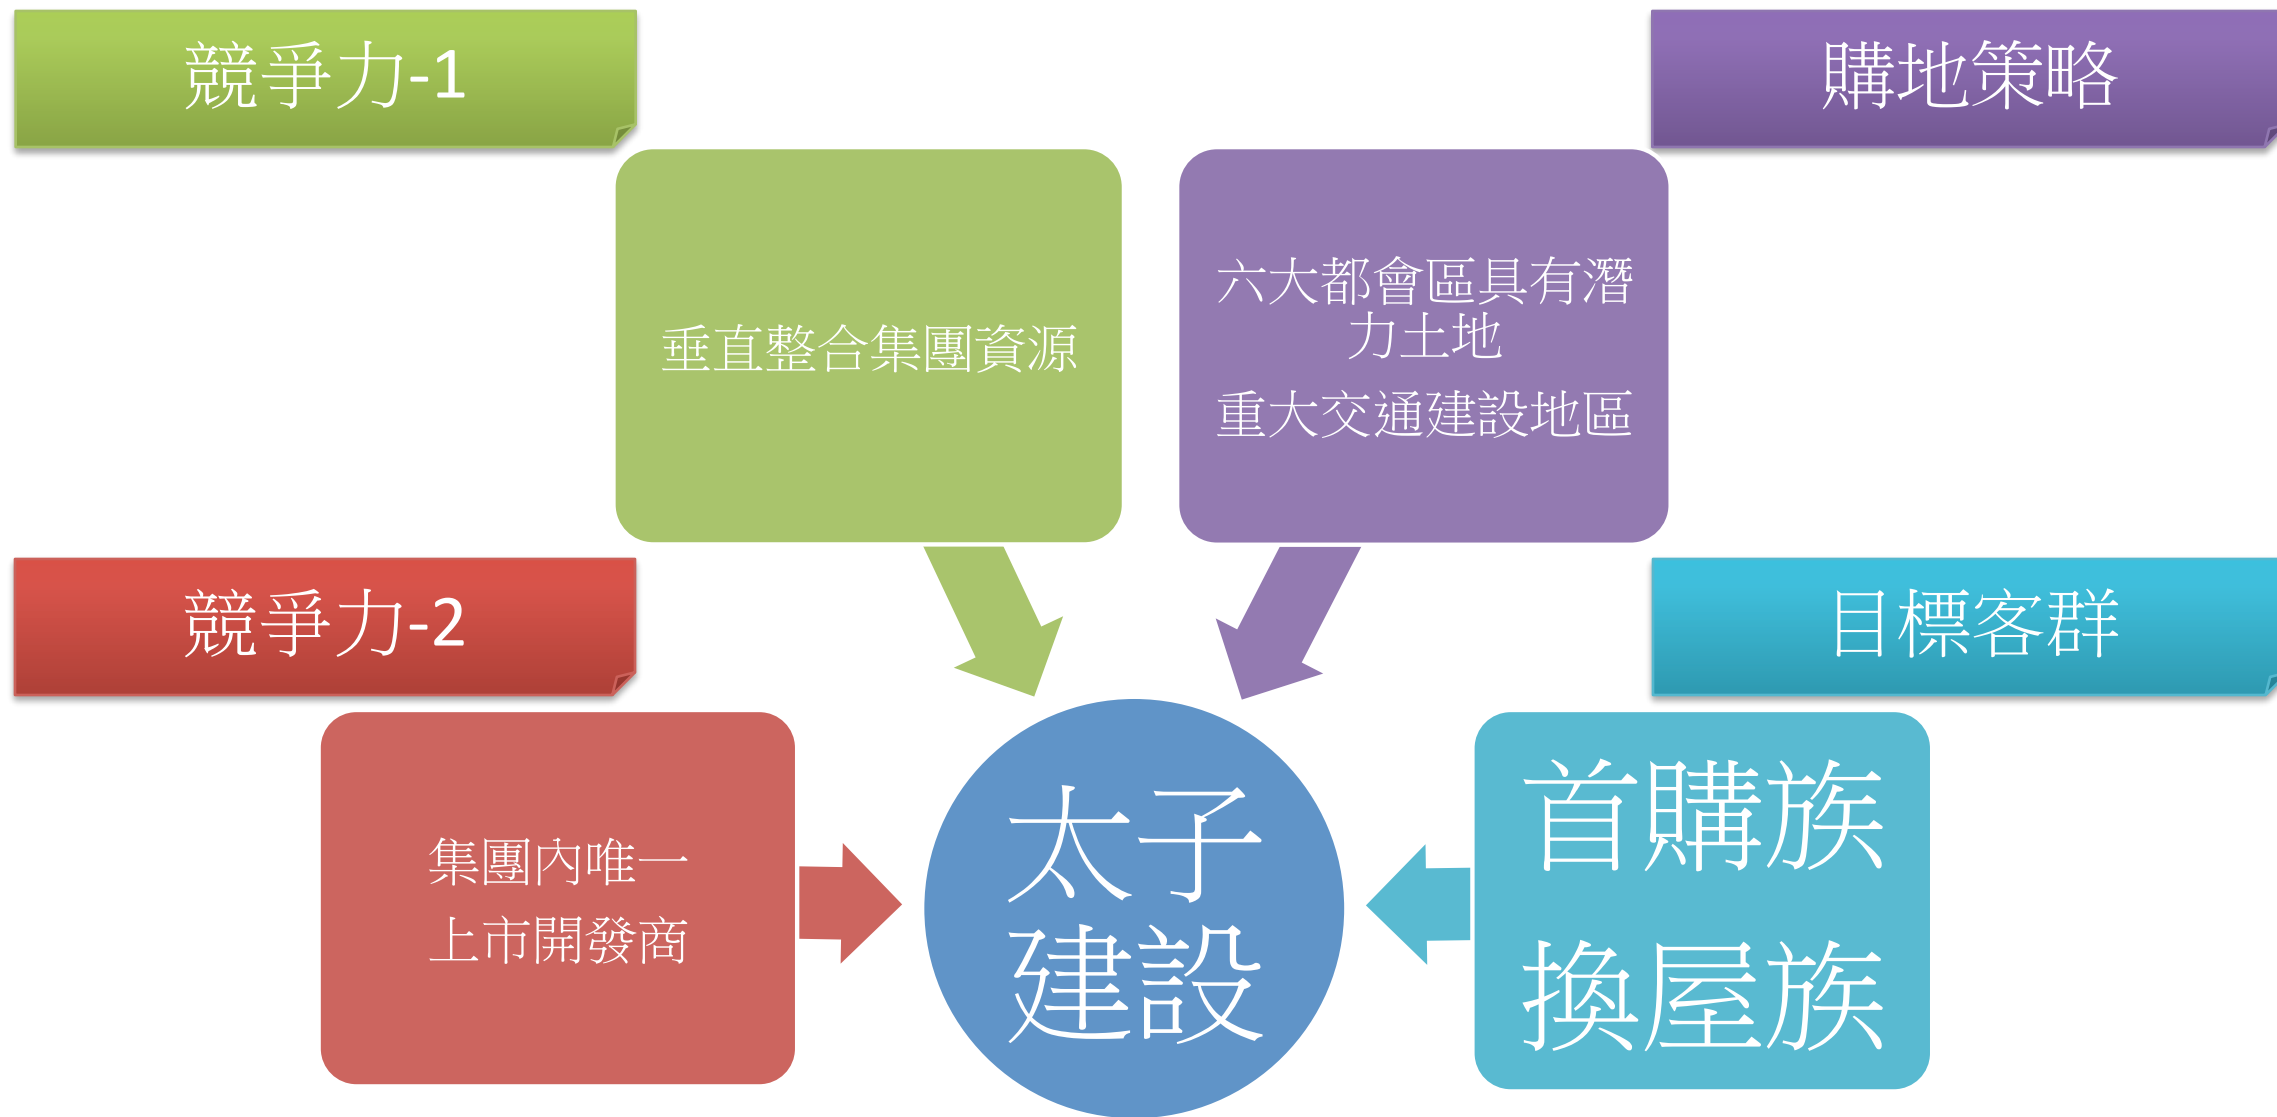 競爭力-1
購地策略
垂直整合集團資源
六大都會區具有潛
力土地
重大交通建設地區
競爭力-2
目標客群
集團內唯一
上市開發商
太子
建設
首購族
換屋族